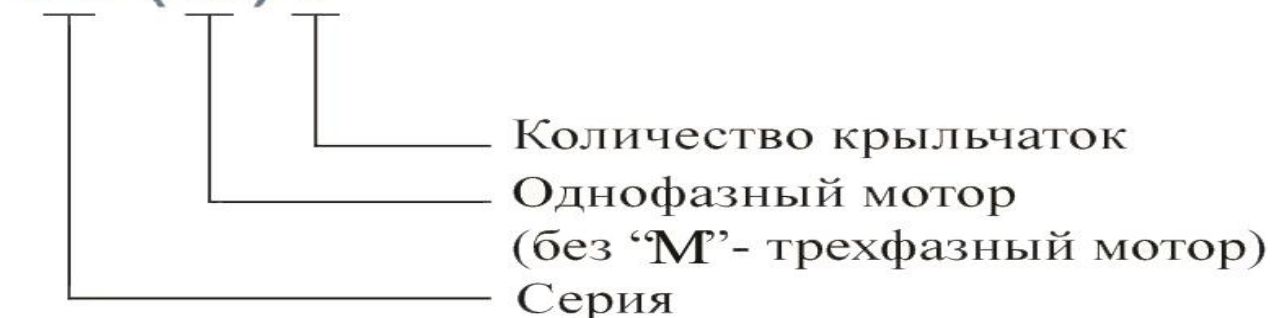 Количество крыльчаток
Однофазный мотор
(без “М”- трехфазный мотор)
Серия